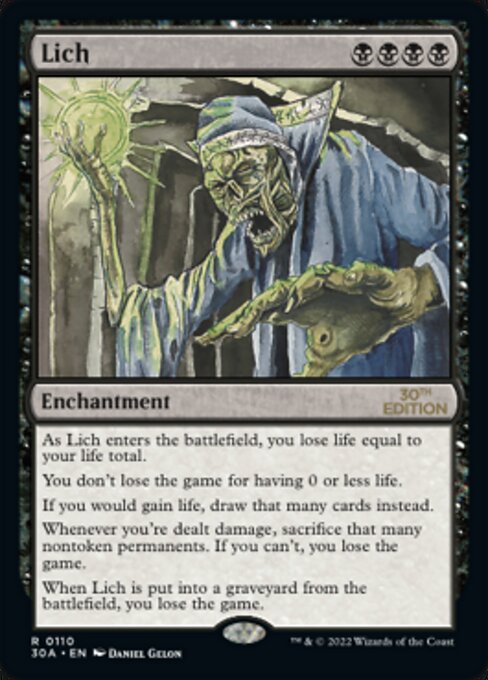 Lich
30TH
EDITION
Enchantment
As Lich enters the battlefield, you lose life equal to
your life total.
You don't lose the game for having 0 or less life.
If you would gain life, draw that many cards instead.
Whenever you're dealt damage, sacrifice that many
nontoken permanents. If you can't, you lose the
game.
When Lich is put into a graveyard from the
battlefield, you lose the game.
R 0110
30A • EN DANIEL GELON
™ & © 2022 Wizards of the Coast